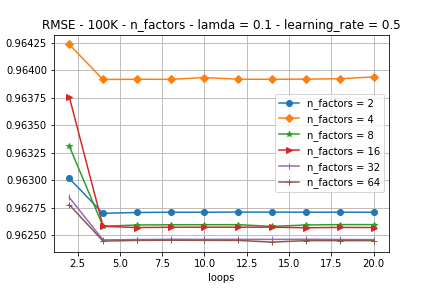 RMSE - 100K - n_factors - lamda = 0.1 - learning_rate = 0.5
0.96425
0.96400
0.96375
0.96350
0.96325
0.96300
0.96275
0.96250
n_factors = 2
n_factors = 4
n_factors = 8
n_factors = 16
n_factors = 32
n_factors = 64
2.5 5.0 7.5 10.0 12.5 15.0 17.5 20.0
loops